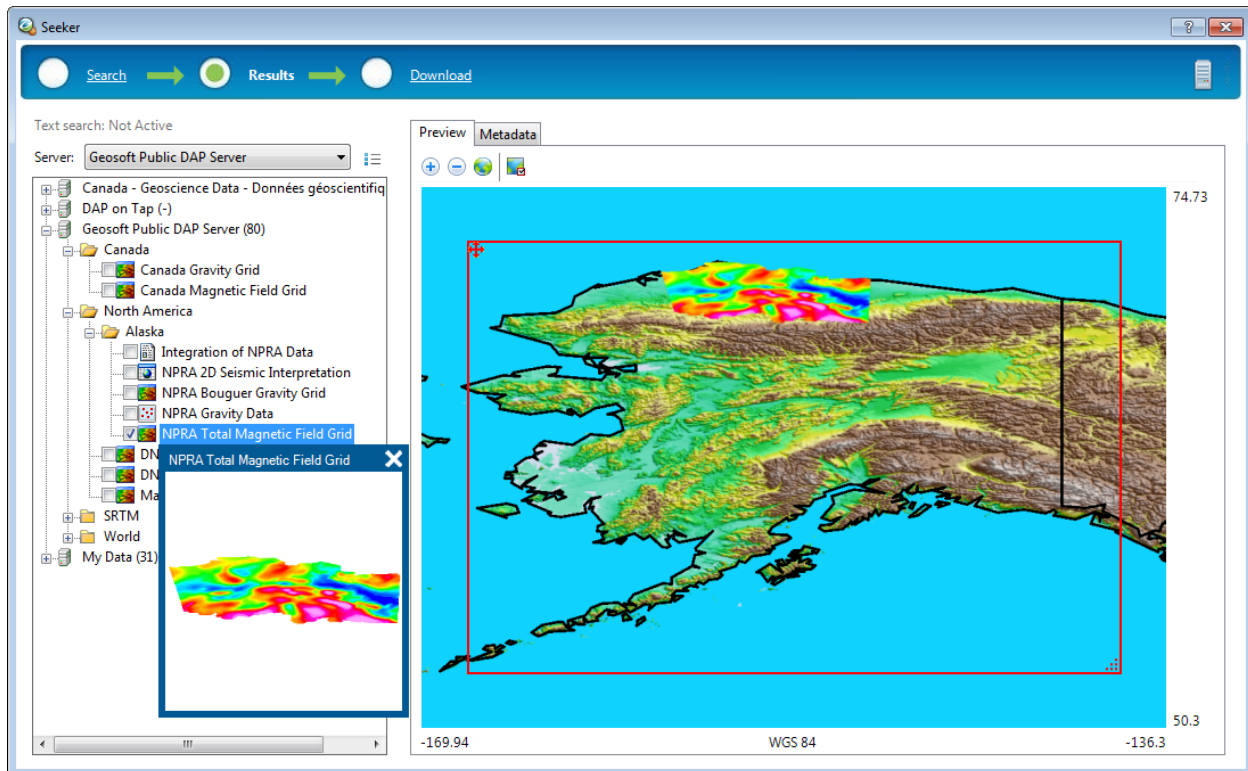 Seeker
Search
Results
Download
Text search: Not Active
Server: Geosoft Public DAP Server
Canada - Geoscience Data - Données géoscientifiq
DAP on Tap (-)
Geosoft Public DAP Server (80)
Canada
Canada Gravity Grid
Canada Magnetic Field Grid
North America
Alaska
Integration of NPRA Data
NPRA 2D Seismic Interpretation
NPRA Bouguer Gravity Grid
NPRA Gravity Data
NPRA Total Magnetic Field Grid
DN
DN
Ma
SRTM
World
My Data (31)
NPRA Total Magnetic Field Grid
Preview Metadata
74.73
50.3
-169.94 WGS 84 -136.3